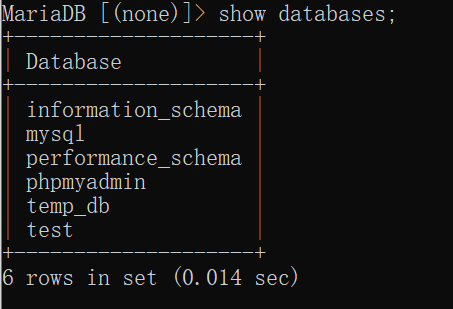 MariaDB [(none)]> show databases;
+--------------------+
| Database           |
+--------------------+
| information_schema |
| mysql              |
| performance_schema |
| phpmyadmin         |
| temp_db            |
| test               |
+--------------------+
6 rows in set (0.014 sec)